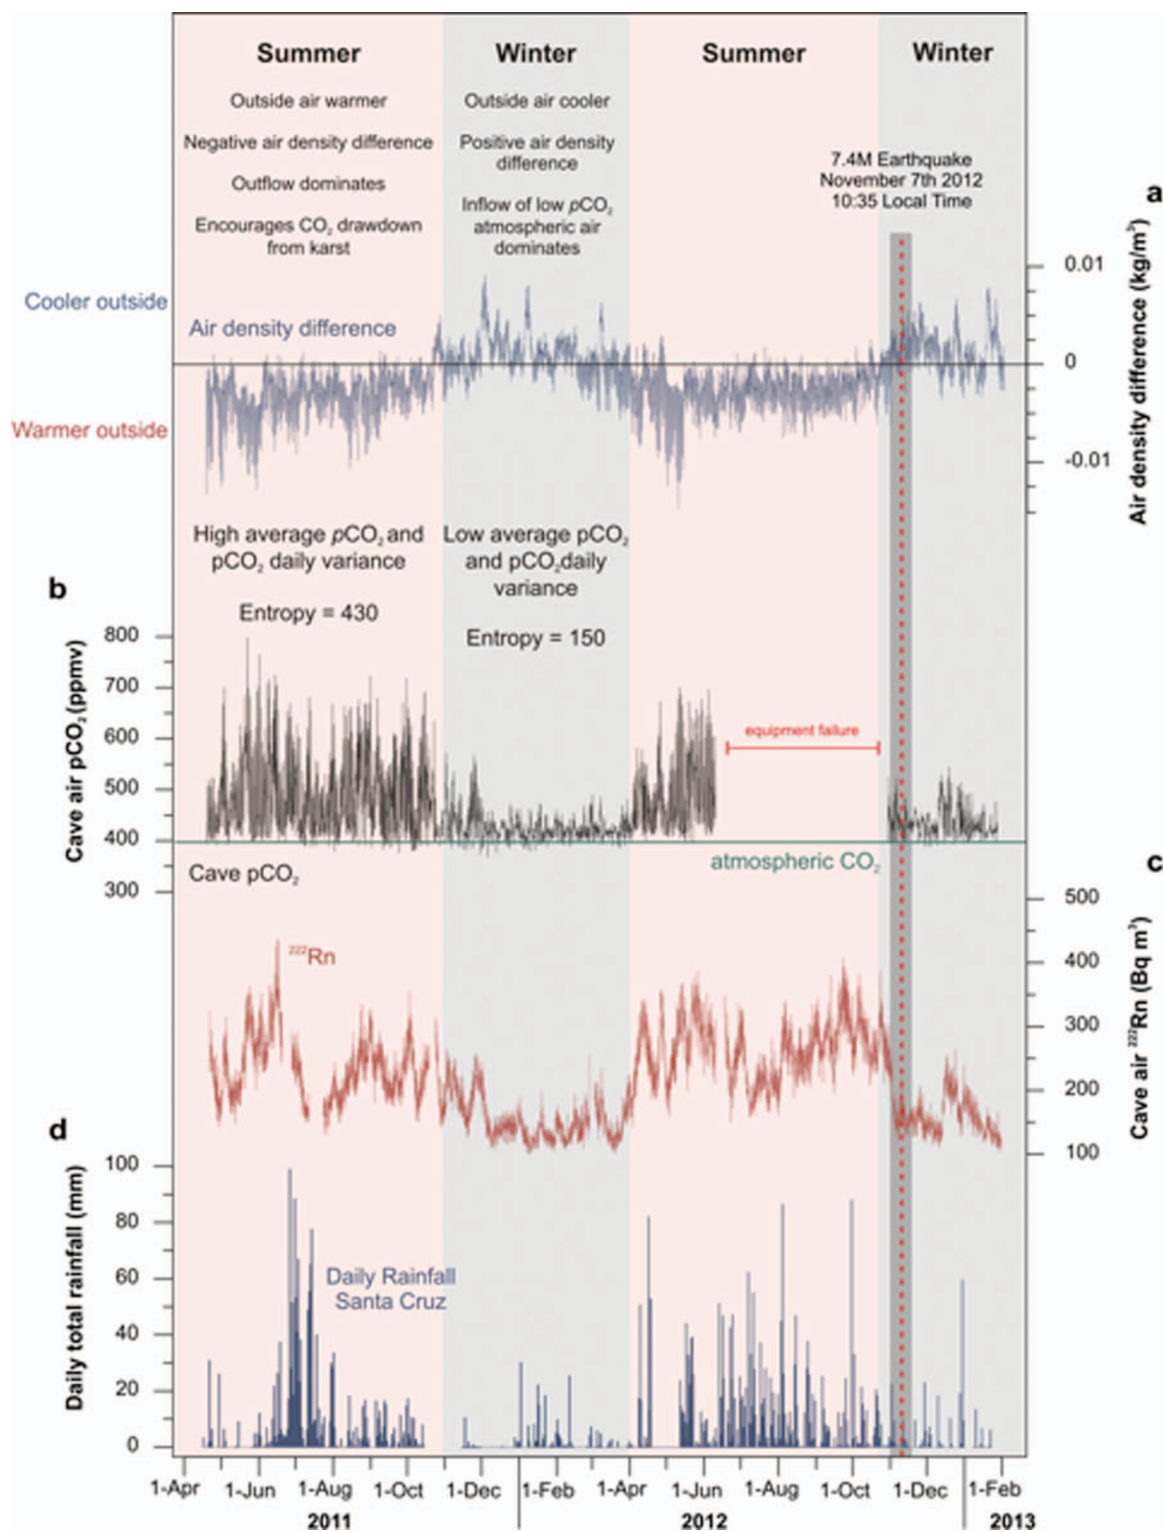 Summer
Winter
Summer
Winter
Outside air warmer
Outside air cooler
Negative air density difference
Positive air density
difference
Outflow dominates
Inflow of low pCO₂
atmospheric air
dominates
Encourages CO₂ drawdown
from karst
7.4M Earthquake
November 7th 2012
10:35 Local Time
a
Cooler outside
Air density difference
Warmer outside
0.01
0
-0.01
Air density difference (kg/m³)
High average pCO₂ and
pCO₂ daily variance
Entropy = 430
Low average pCO₂
and pCO₂daily
variance
Entropy = 150
b
800
700
600
500
400
300
Cave air pCO₂ (ppmv)
equipment failure
atmospheric CO₂
Cave pCO₂
c
500
400
300
200
100
Cave air ²²²Rn (Bq m³)
²²²Rn
d
100
80
60
40
20
0
Daily total rainfall (mm)
Daily Rainfall
Santa Cruz
1-Apr 1-Jun 1-Aug 1-Oct 1-Dec 1-Feb 1-Apr 1-Jun 1-Aug 1-Oct 1-Dec 1-Feb
2011 2012 2013